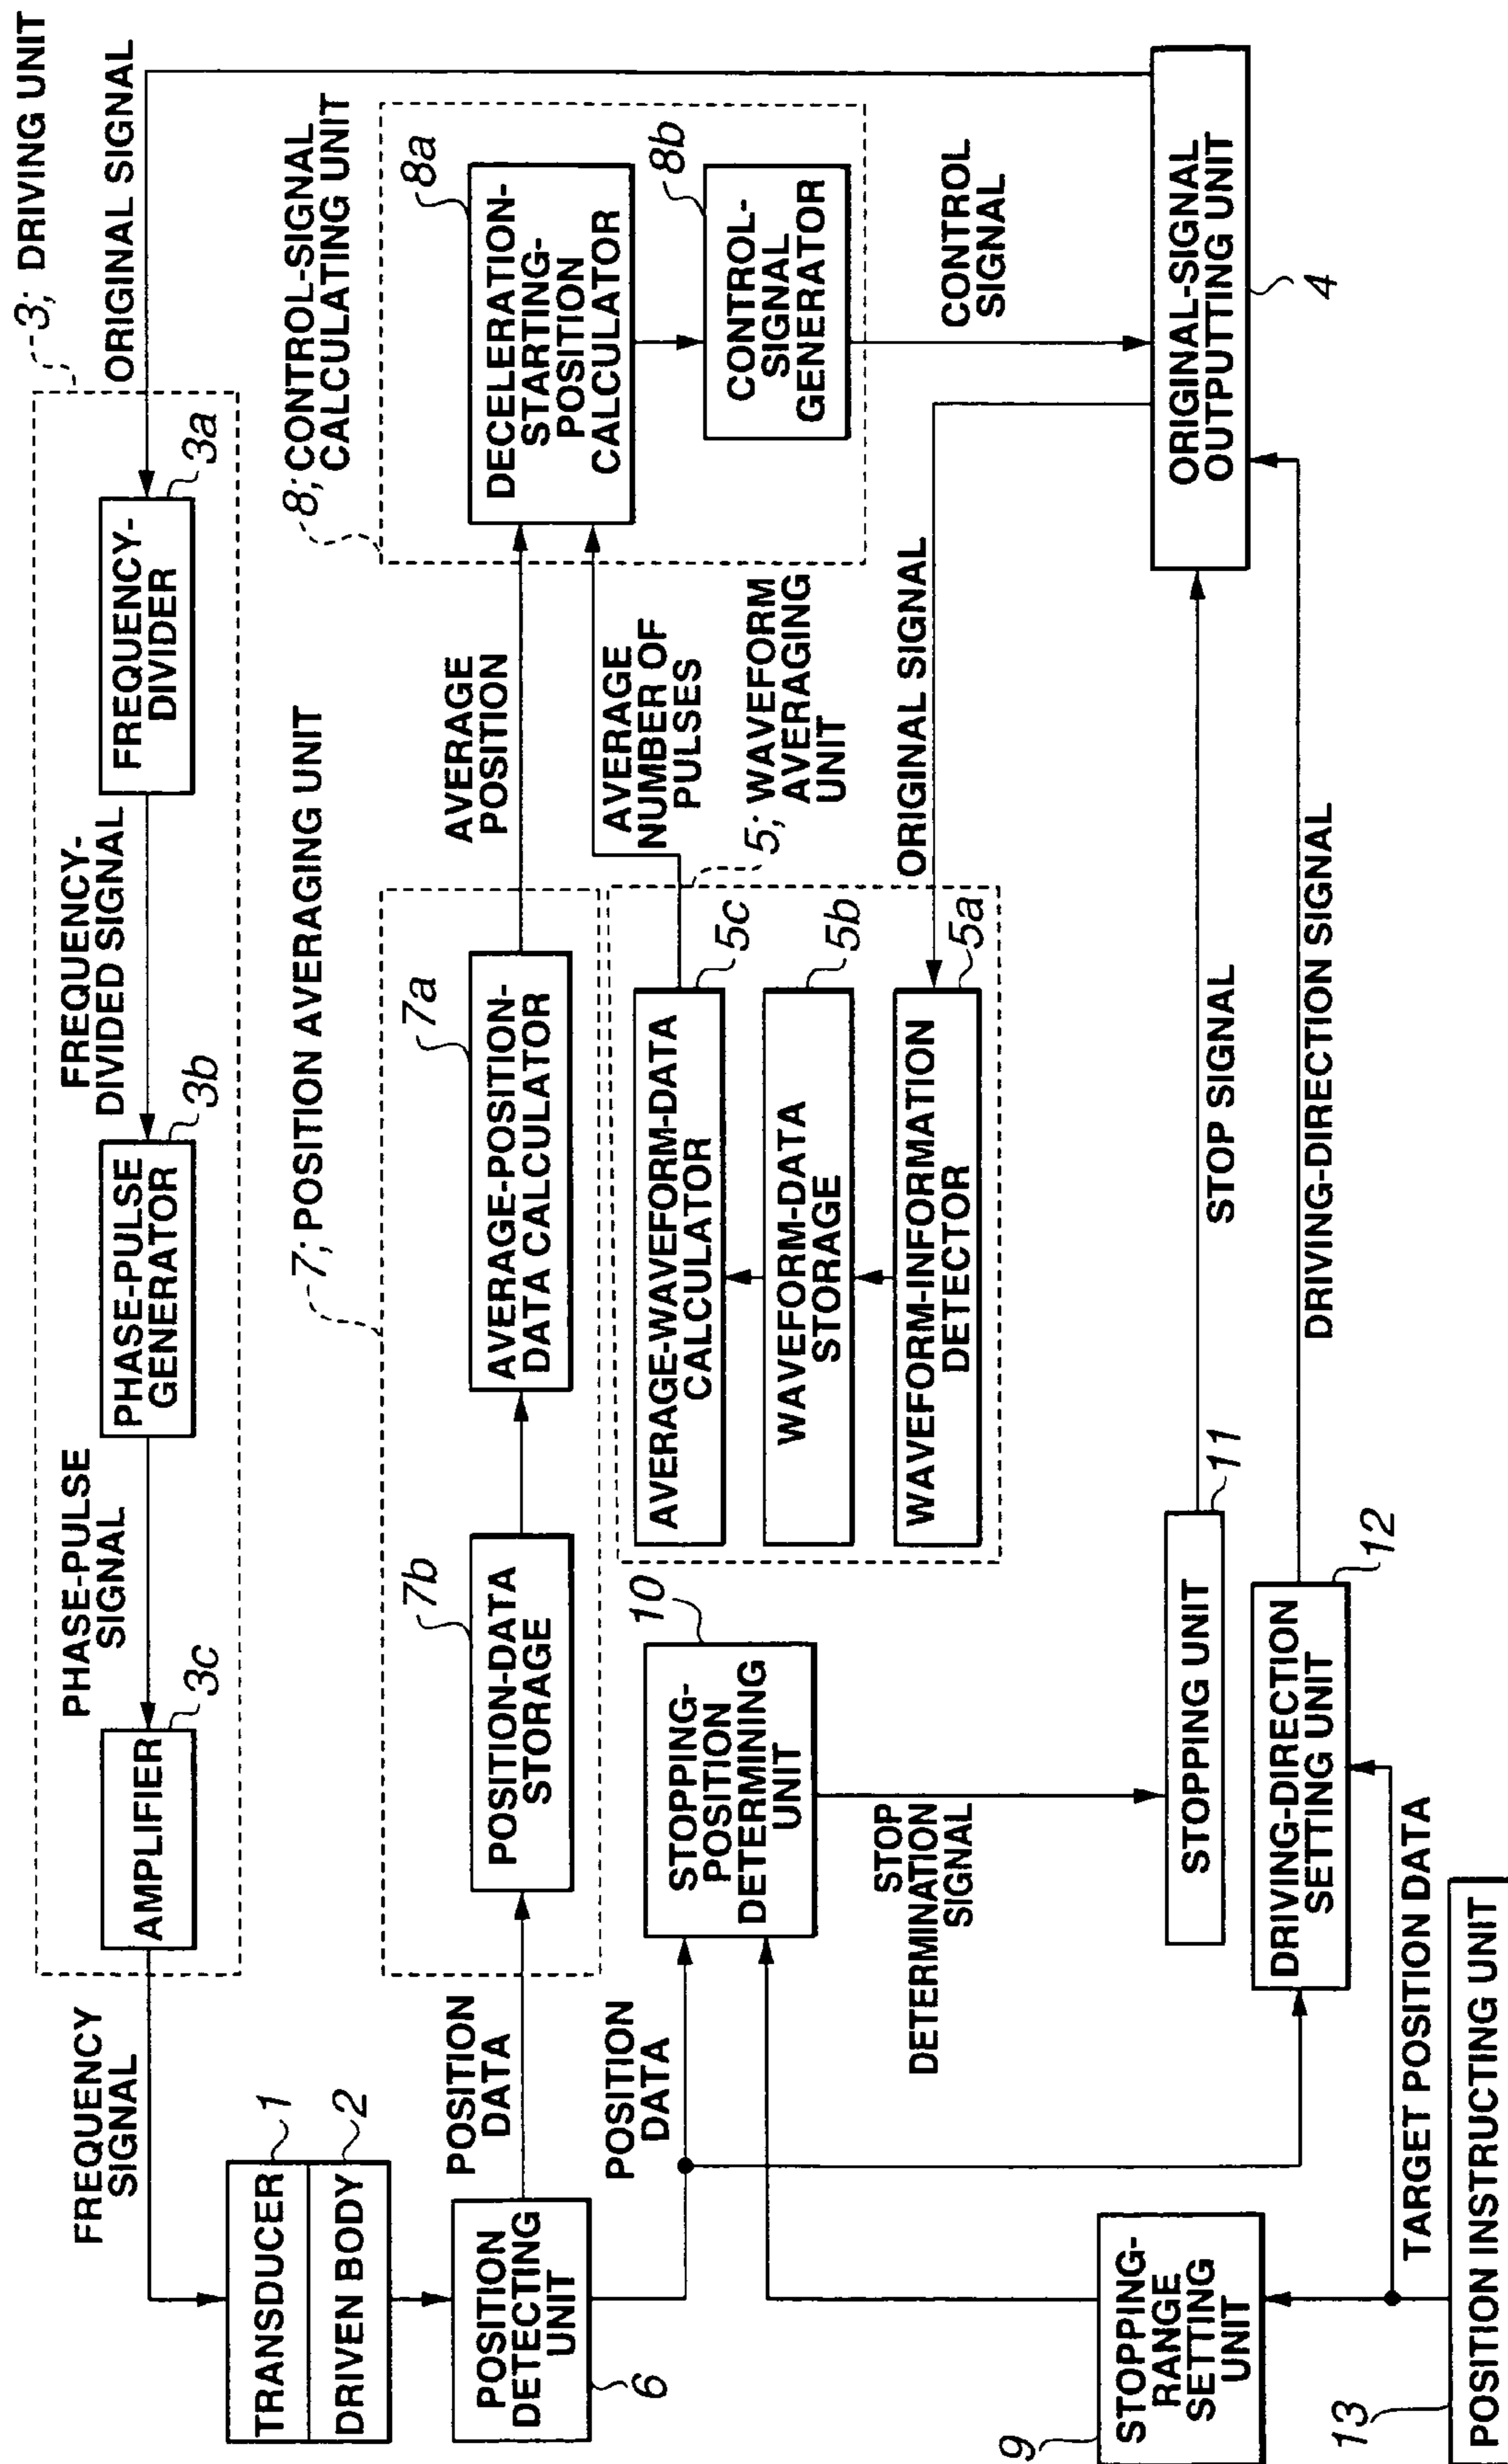 3; DRIVING UNIT
FREQUENCY
SIGNAL
AMPLIFIER
3c
PHASE-PULSE
SIGNAL
PHASE-PULSE
GENERATOR
3b
FREQUENCY-
DIVIDED SIGNAL
FREQUENCY-
DIVIDER
3a
ORIGINAL SIGNAL
TRANSDUCER
1
DRIVEN BODY
2
7; POSITION AVERAGING UNIT
8; CONTROL-SIGNAL
CALCULATING UNIT
POSITION
DETECTING
UNIT
6
POSITION
DATA
POSITION-DATA
STORAGE
7b
AVERAGE-POSITION-
DATA CALCULATOR
7a
AVERAGE
POSITION
DECELERATION-
STARTING-
POSITION
CALCULATOR
8a
POSITION
DATA
STOPPING-
POSITION
DETERMINING
UNIT
10
AVERAGE-WAVEFORM-DATA
CALCULATOR
5c
AVERAGE
NUMBER OF
PULSES
5; WAVEFORM
AVERAGING
UNIT
CONTROL-
SIGNAL
GENERATOR
8b
WAVEFORM-DATA
STORAGE
5b
WAVEFORM-INFORMATION
DETECTOR
5a
ORIGINAL SIGNAL
CONTROL
SIGNAL
STOP
DETERMINATION
SIGNAL
STOPPING-
RANGE
SETTING
UNIT
9
STOPPING UNIT
11
STOP SIGNAL
ORIGINAL-SIGNAL
OUTPUTTING UNIT
4
DRIVING-DIRECTION
SETTING UNIT
12
DRIVING-DIRECTION SIGNAL
TARGET POSITION DATA
13
POSITION INSTRUCTING UNIT